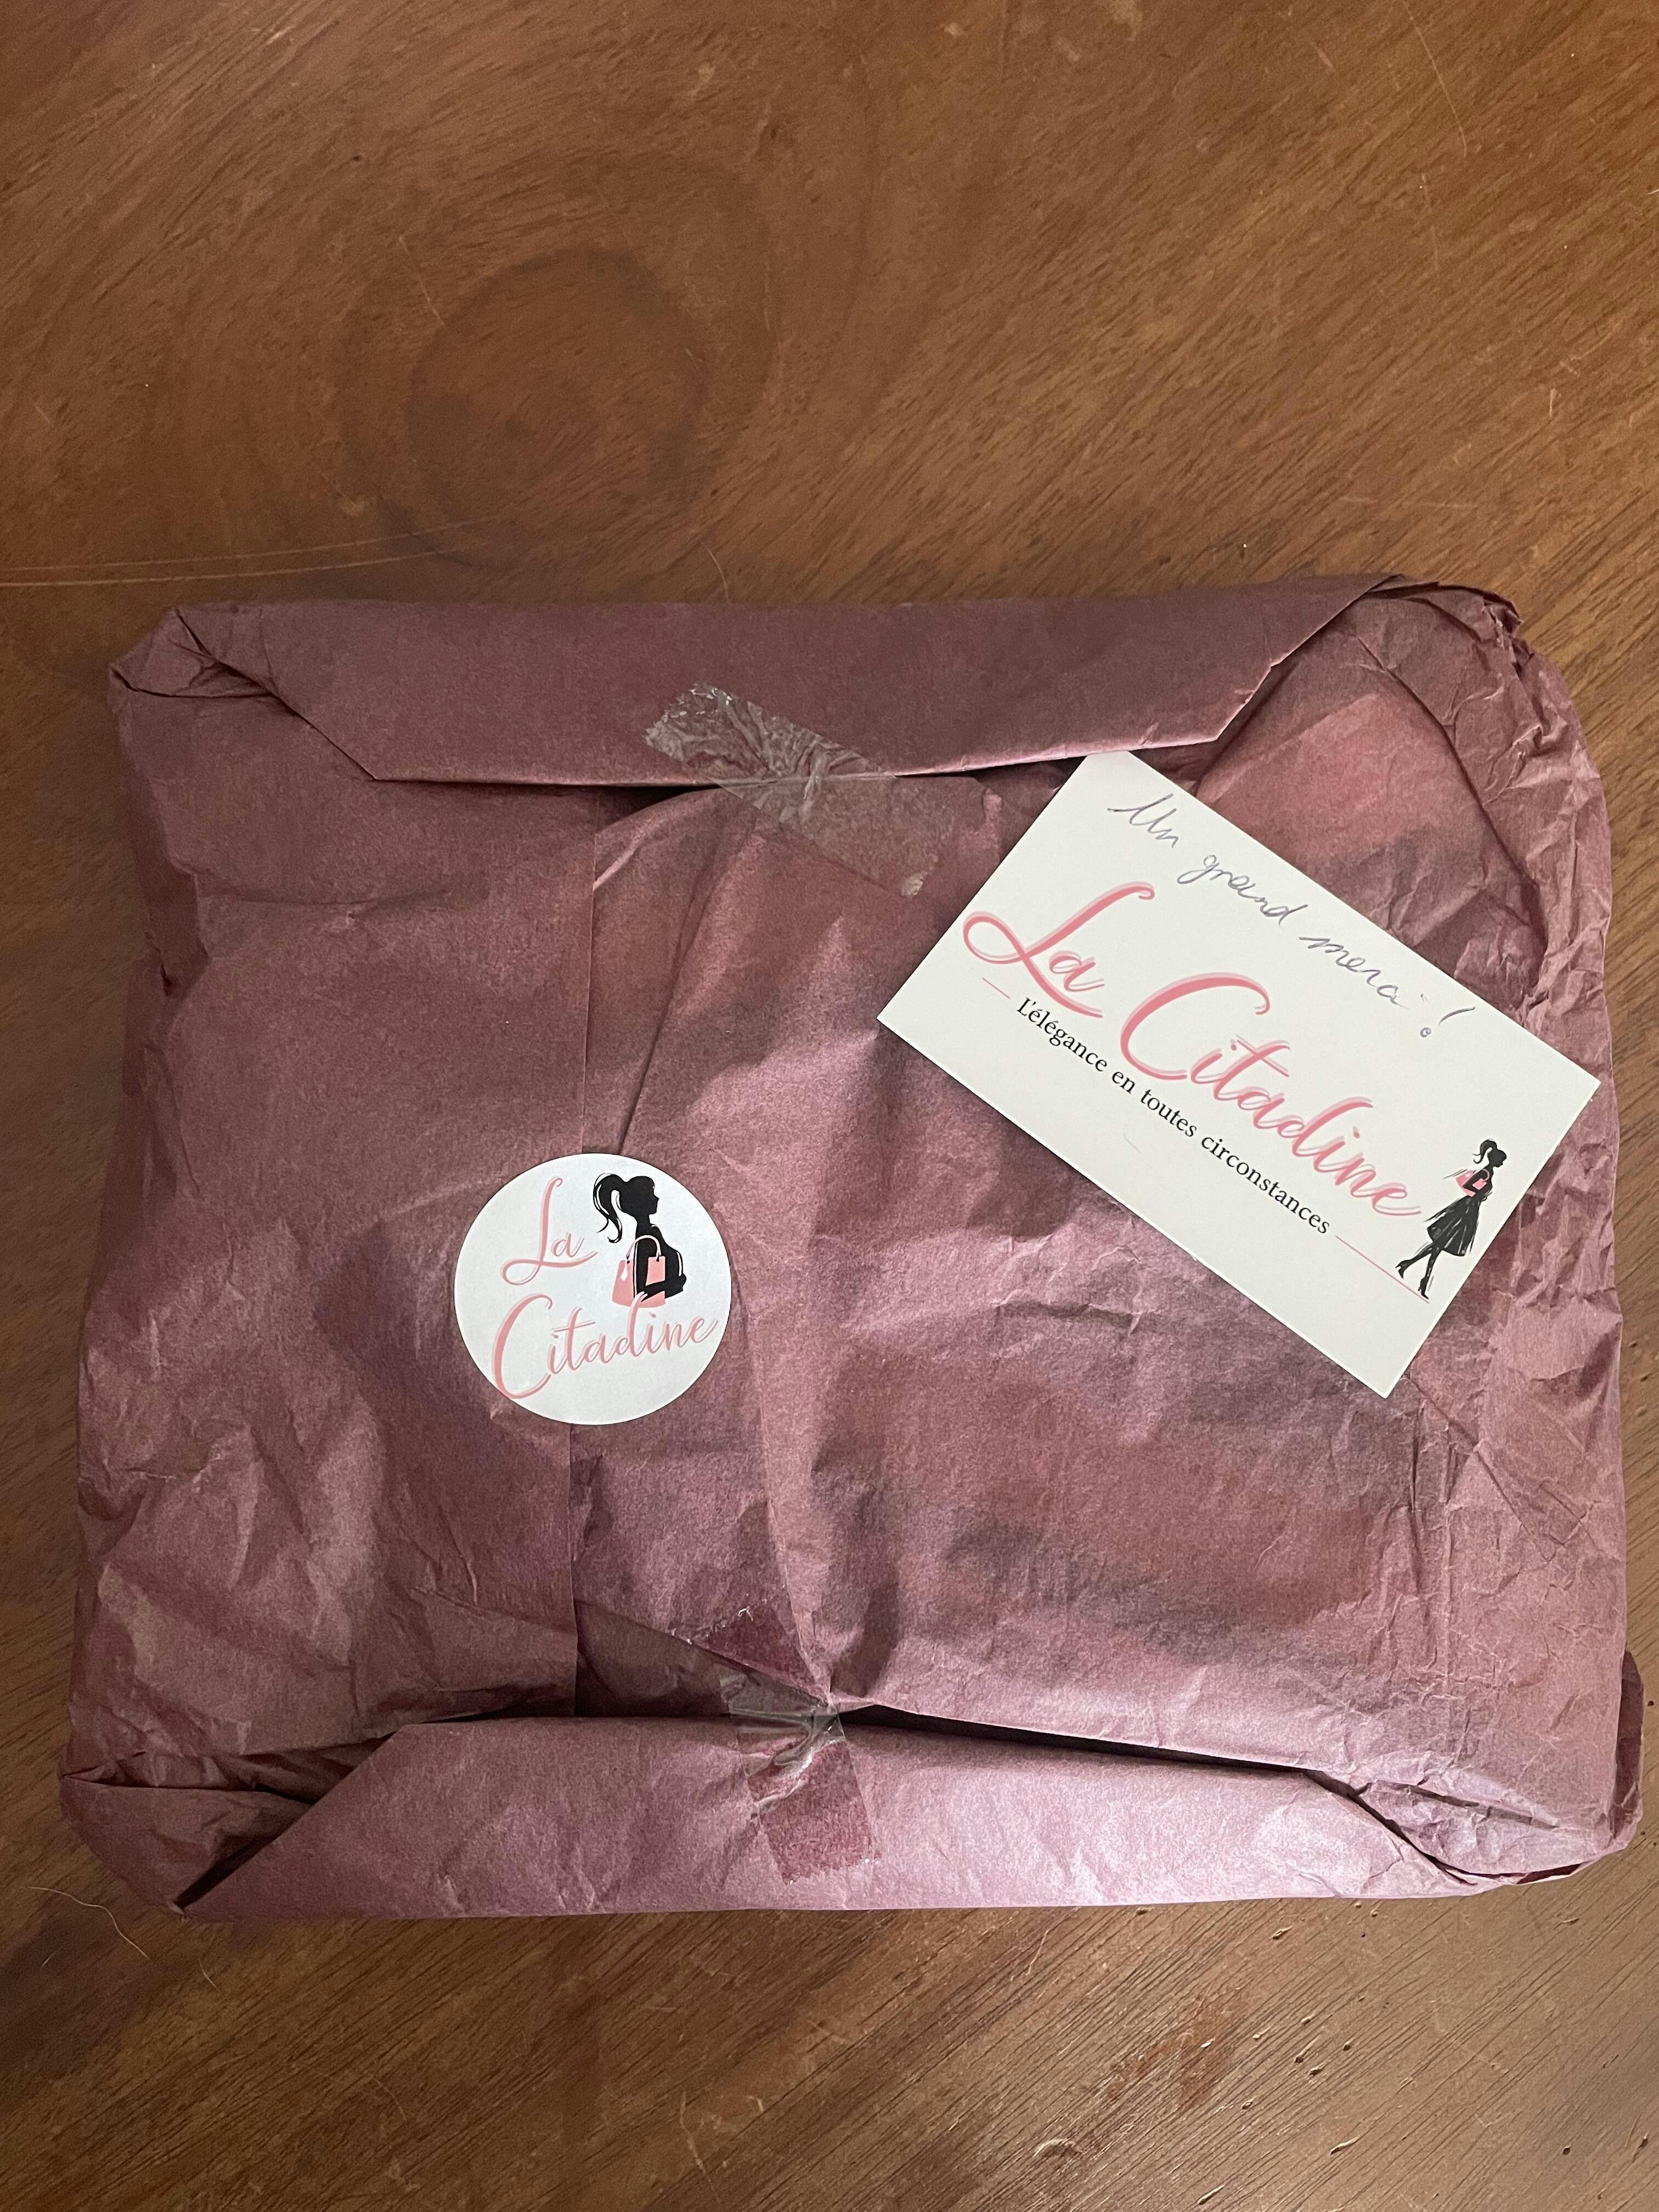 Un grand merci !
La Citadine
L'élégance en toutes circonstances
La
Citadine